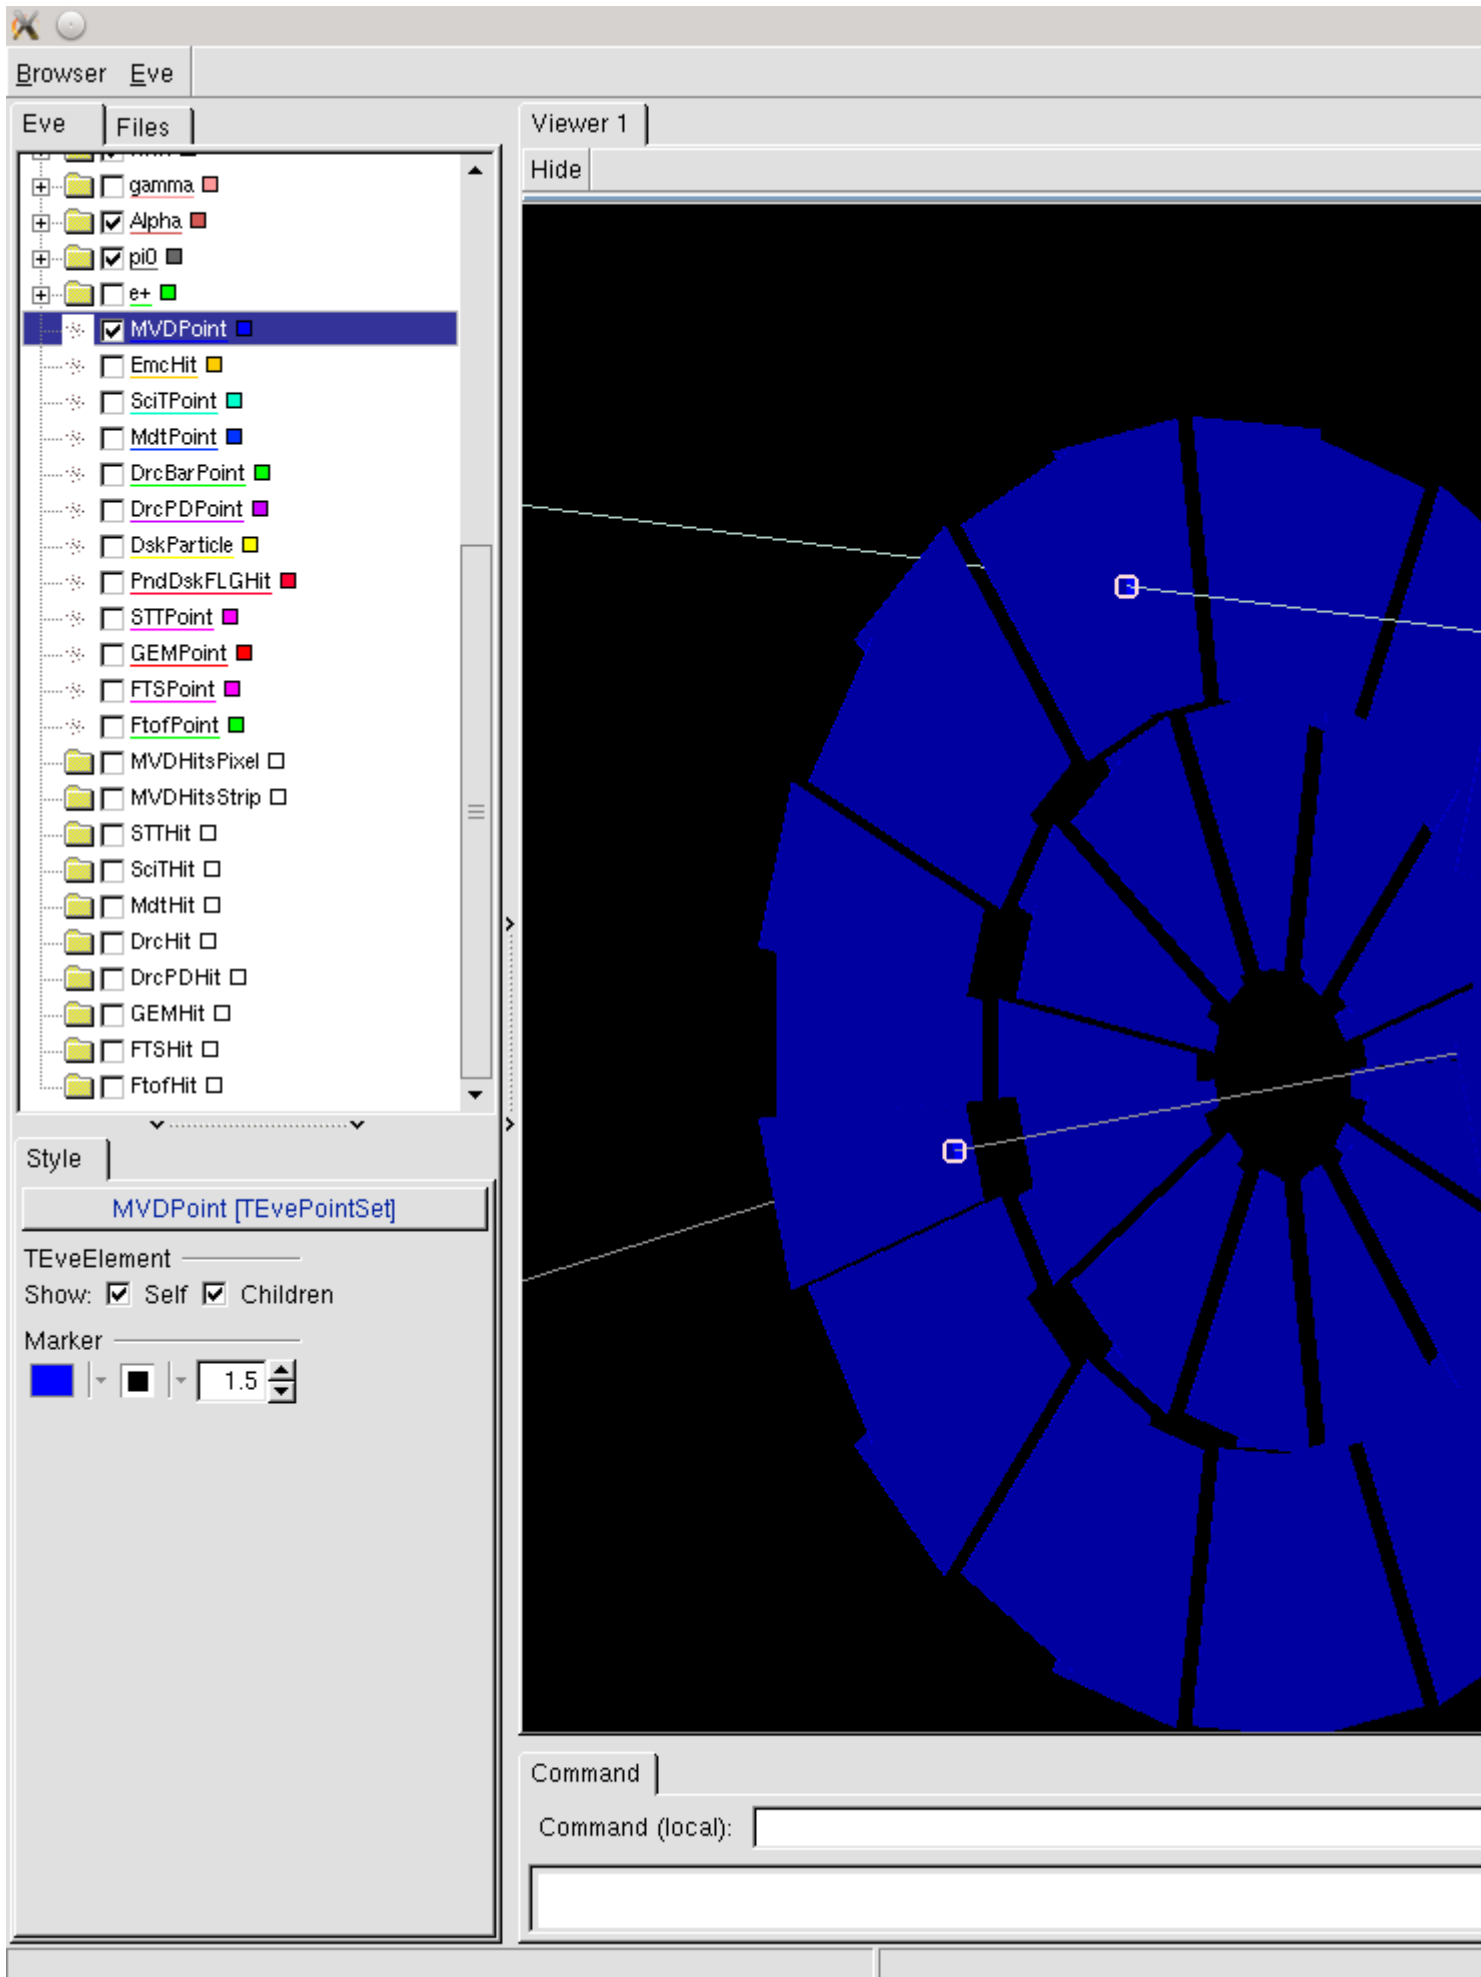 Browser Eve
Eve Files
Viewer 1
Hide
gamma
Alpha
pi0
e+
MVDPoint
EmcHit
SciTPoint
MdtPoint
DrcBarPoint
DrcPDPoint
DskParticle
PndDskFLGHit
STTPoint
GEMPoint
FTSPoint
FtofPoint
MVDHitsPixel
MVDHitsStrip
STTHit
SciTHit
MdtHit
DrcHit
DrcPDHit
GEMHit
FTSHit
FtofHit
Style
MVDPoint [TEvePointSet]
TEveElement
Show: Self Children
Marker
1.5
Command
Command (local):